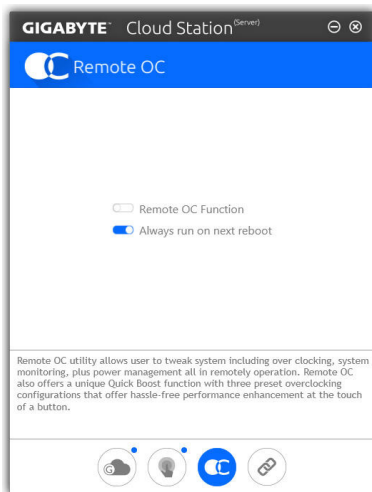 GIGABYTE™ Cloud Station (Server)
Remote OC
Remote OC Function
Always run on next reboot
Remote OC utility allows user to tweak system including over clocking, system
monitoring, plus power management all in remotely operation. Remote OC
also offers a unique Quick Boost function with three preset overclocking
configurations that offer hassle-free performance enhancement at the touch
of a button.
G